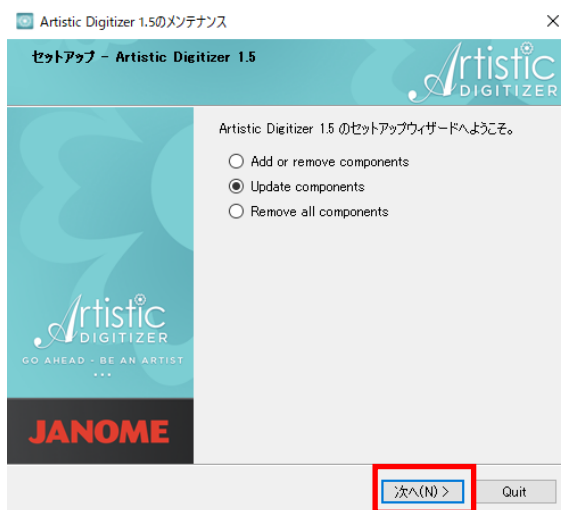 Artistic Digitizer 1.5のメンテナンス
セットアップ - Artistic Digitizer 1.5
Artistic
DIGITIZER
Artistic Digitizer 1.5 のセットアップウィザードへようこそ。
Add or remove components
Update components
Remove all components
Artistic
DIGITIZER
GO AHEAD - BE AN ARTIST
...
JANOME
次へ(N) >
Quit